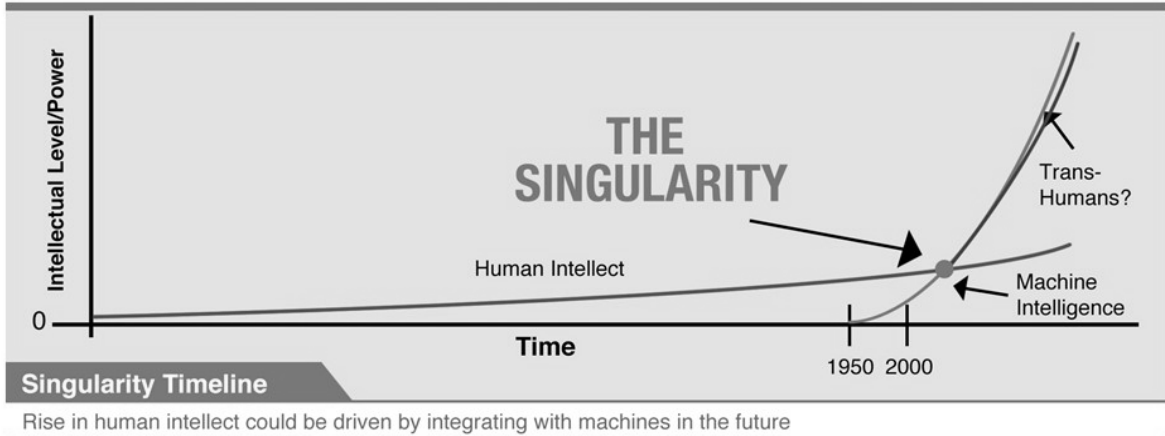 Intellectual Level/Power
THE
SINGULARITY
Trans-
Humans?
Human Intellect
Machine
Intelligence
0
Time
1950 2000
Singularity Timeline
Rise in human intellect could be driven by integrating with machines in the future